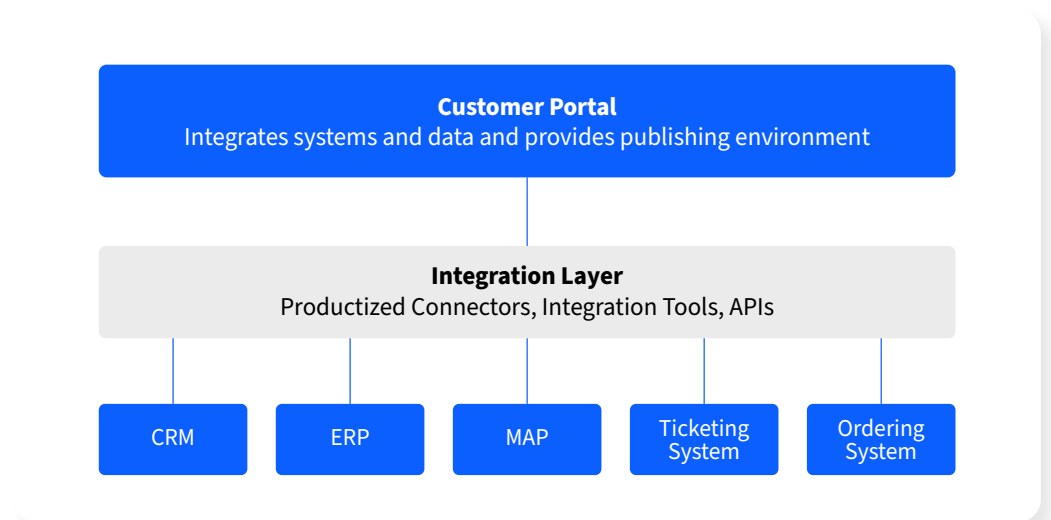 Customer Portal
Integrates systems and data and provides publishing environment
Integration Layer
Productized Connectors, Integration Tools, APIs
CRM
ERP
MAP
Ticketing
System
Ordering
System